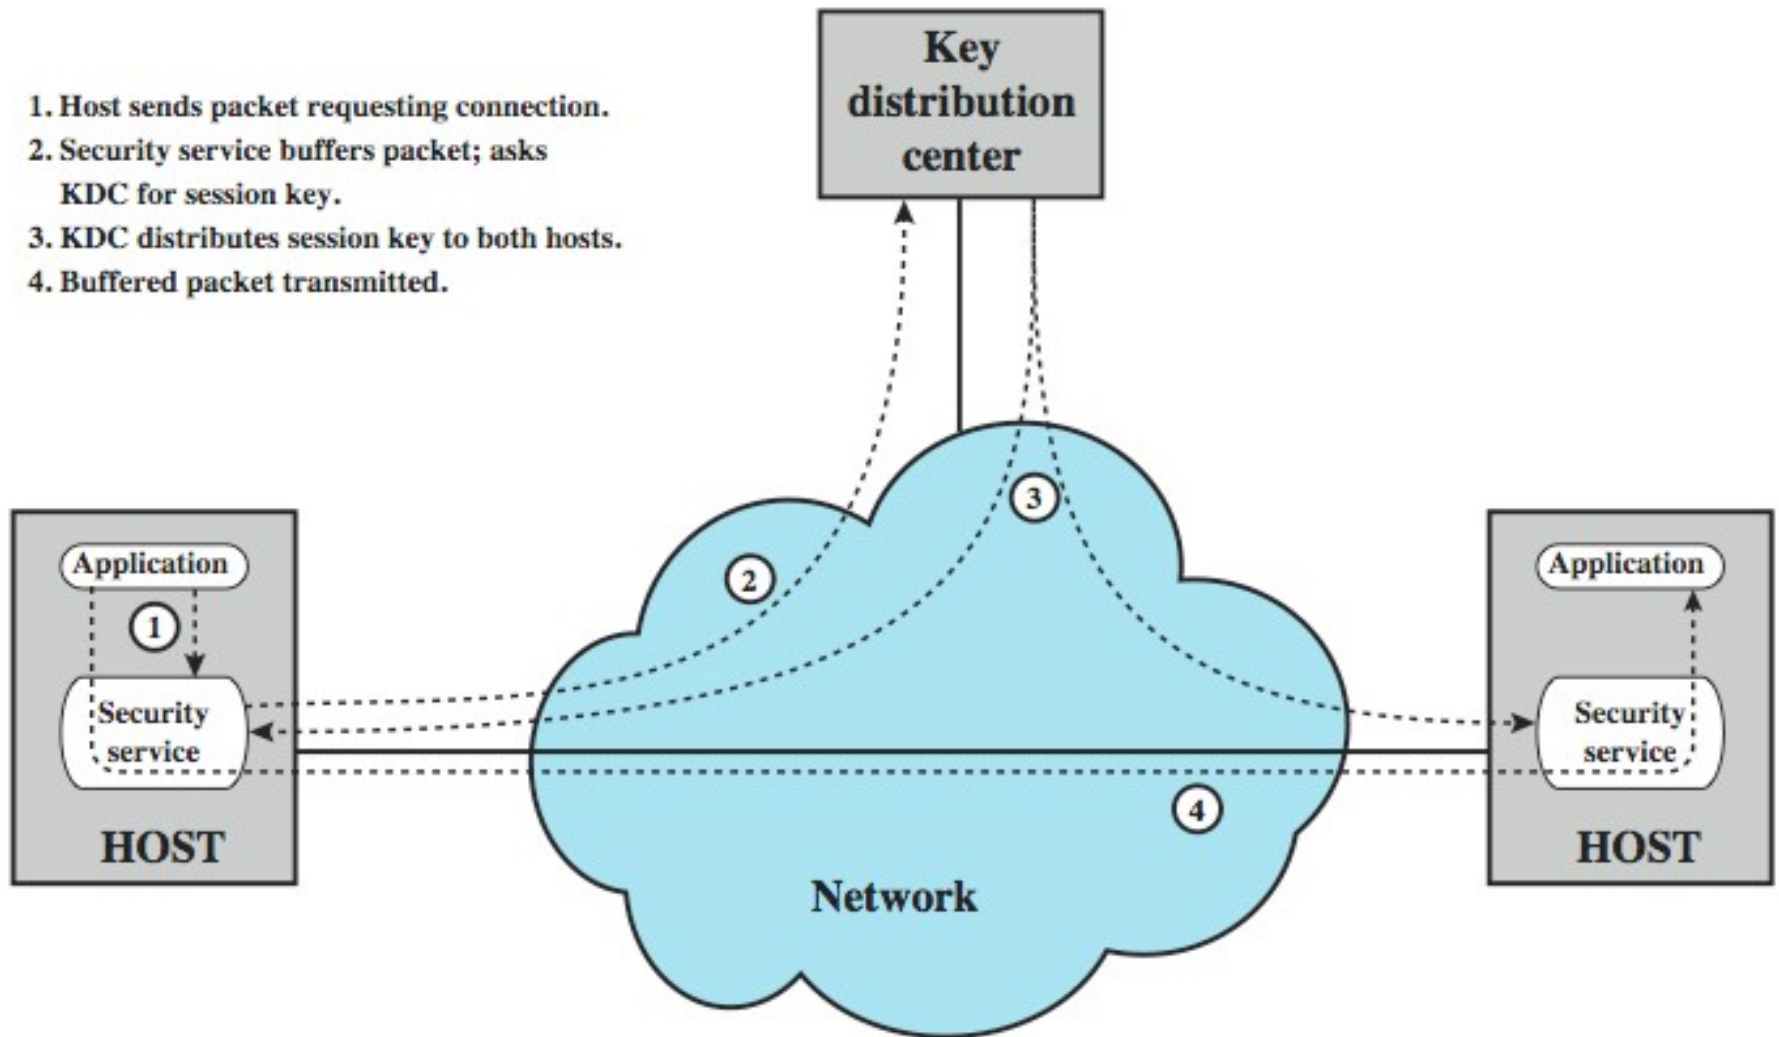 Key
distribution
center
1. Host sends packet requesting connection.
2. Security service buffers packet; asks
KDC for session key.
3. KDC distributes session key to both hosts.
4. Buffered packet transmitted.
3
2
Application
1
Security
service
HOST
Application
Security
service
HOST
4
Network